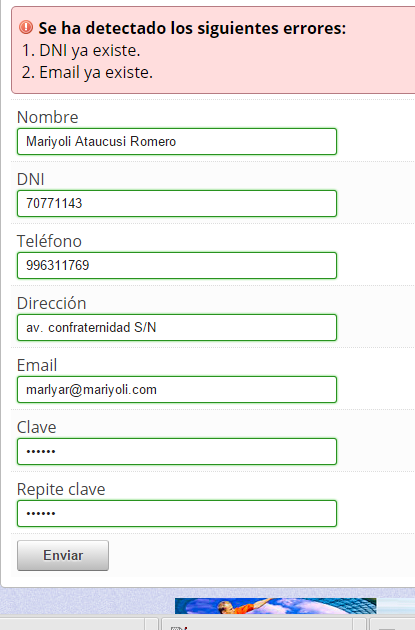 Se ha detectado los siguientes errores:
1. DNI ya existe.
2. Email ya existe.
Nombre
Mariyoli Ataucusi Romero
DNI
70771143
Teléfono
996311769
Dirección
av. confraternidad S/N
Email
marlyar@mariyoli.com
Clave
••••••
Repite clave
••••••
Enviar